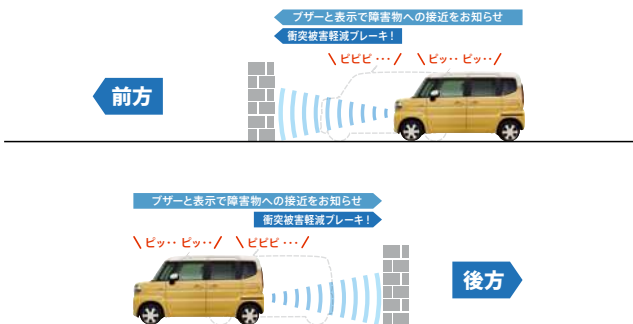 ブザーと表示で障害物への接近をお知らせ
衝突被害軽減ブレーキ！
ピピピ … ピッ‥ ピッ‥
前方
ブザーと表示で障害物への接近をお知らせ
衝突被害軽減ブレーキ！
ピッ‥ ピッ‥ ピピピ …
後方